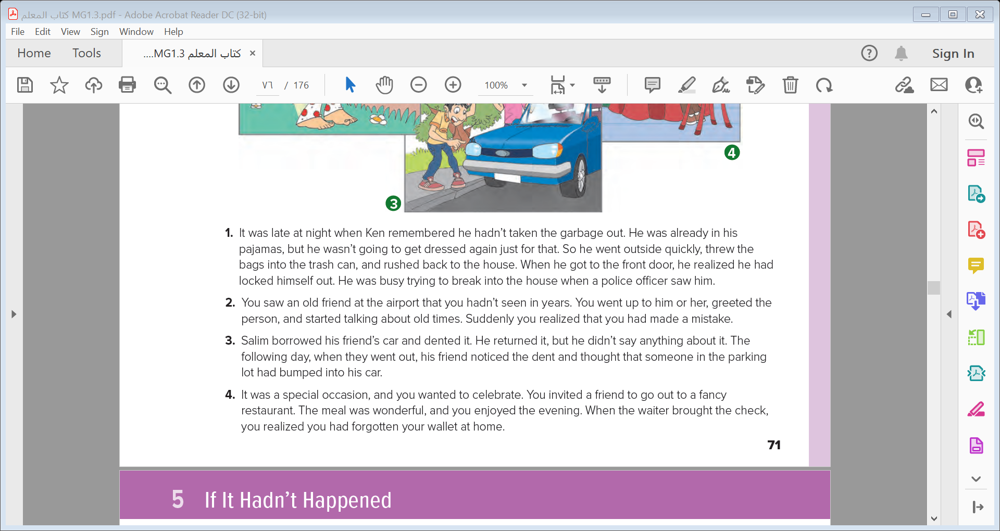 كتاب المعلم MG1.3.pdf - Adobe Acrobat Reader DC (32-bit)
File Edit View Sign Window Help
Home Tools كتاب المعلم MG1.3.... × Sign In
٧٦ / 176 100%
4
3
1. It was late at night when Ken remembered he hadn't taken the garbage out. He was already in his
pajamas, but he wasn't going to get dressed again just for that. So he went outside quickly, threw the
bags into the trash can, and rushed back to the house. When he got to the front door, he realized he had
locked himself out. He was busy trying to break into the house when a police officer saw him.
2. You saw an old friend at the airport that you hadn't seen in years. You went up to him or her, greeted the
person, and started talking about old times. Suddenly you realized that you had made a mistake.
3. Salim borrowed his friend's car and dented it. He returned it, but he didn't say anything about it. The
following day, when they went out, his friend noticed the dent and thought that someone in the parking
lot had bumped into his car.
4. It was a special occasion, and you wanted to celebrate. You invited a friend to go out to a fancy
restaurant. The meal was wonderful, and you enjoyed the evening. When the waiter brought the check,
you realized you had forgotten your wallet at home.
71
5 If It Hadn't Happened